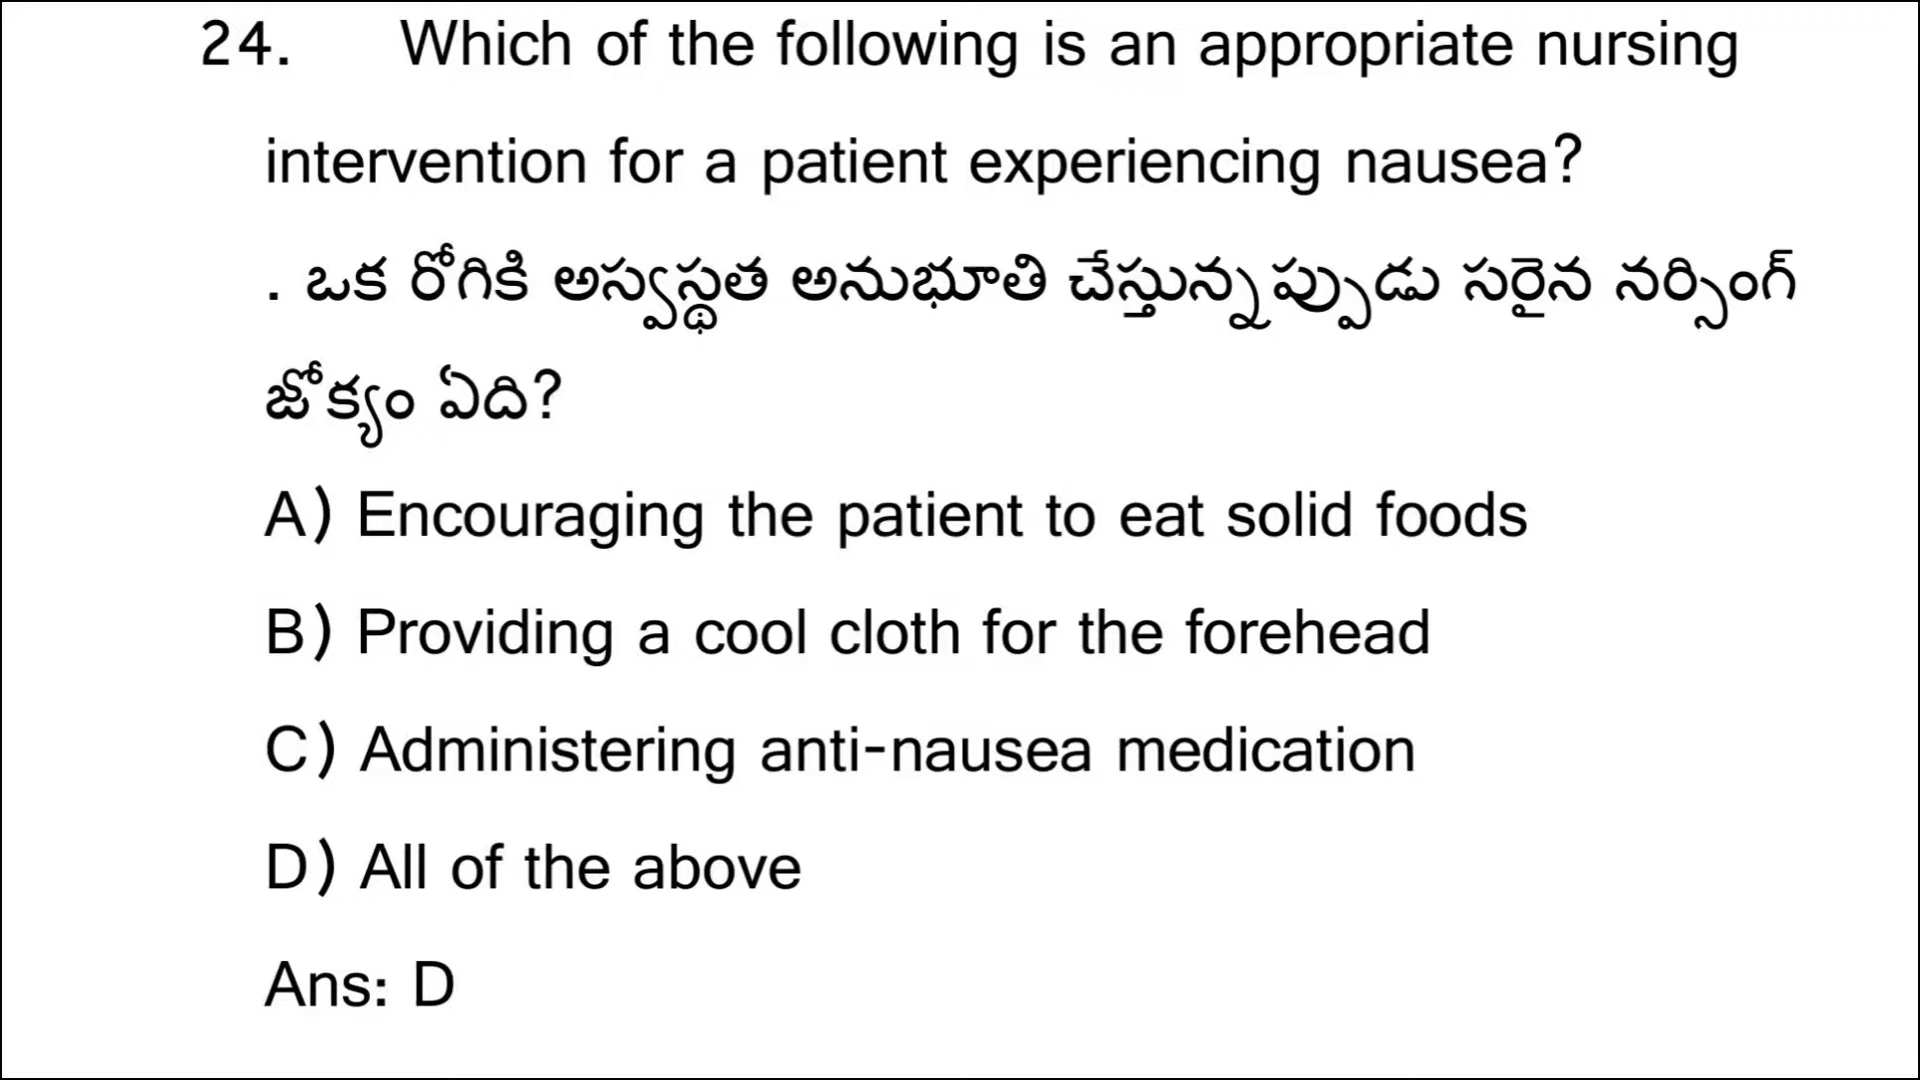 24. Which of the following is an appropriate nursing
intervention for a patient experiencing nausea?
. ఒక రోగికి అస్వస్థత అనుభూతి చేస్తున్నప్పుడు సరైన నర్సింగ్
జోక్యం ఏది?
A) Encouraging the patient to eat solid foods
B) Providing a cool cloth for the forehead
C) Administering anti-nausea medication
D) All of the above
Ans: D